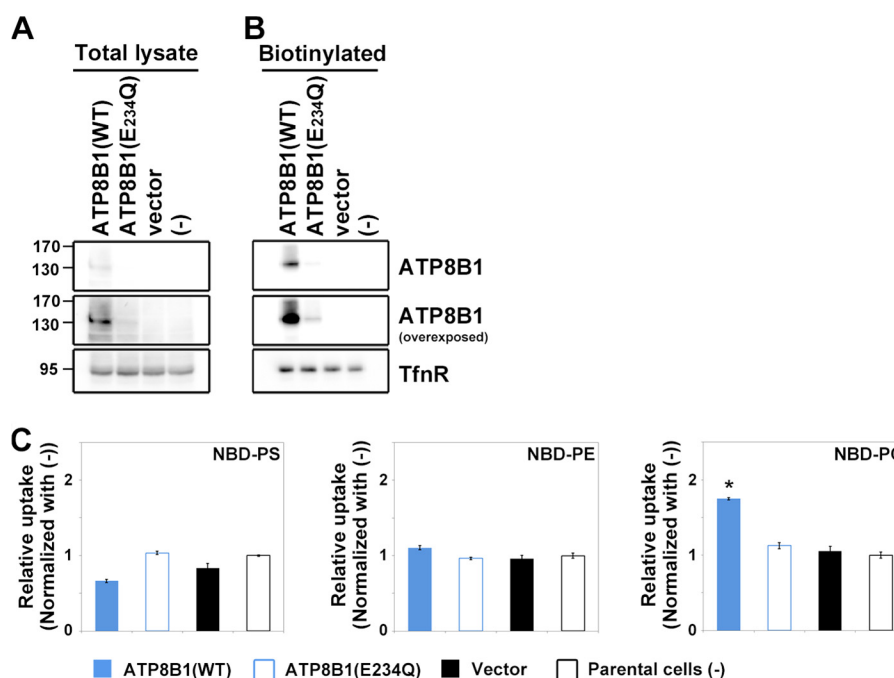 A
B
Total lysate
Biotinylated
ATP8B1(WT)
ATP8B1(E234Q)
vector
(-)
ATP8B1(WT)
ATP8B1(E234Q)
vector
(-)
170
130
ATP8B1
170
130
ATP8B1
(overexposed)
95
TfnR
C
Relative uptake
(Normalized with (-))
2
1
0
NBD-PS
Relative uptake
(Normalized with (-))
2
1
0
NBD-PE
Relative uptake
(Normalized with (-))
2
1
0
*
ATP8B1(WT)
ATP8B1(E234Q)
Vector
Parental cells (-)